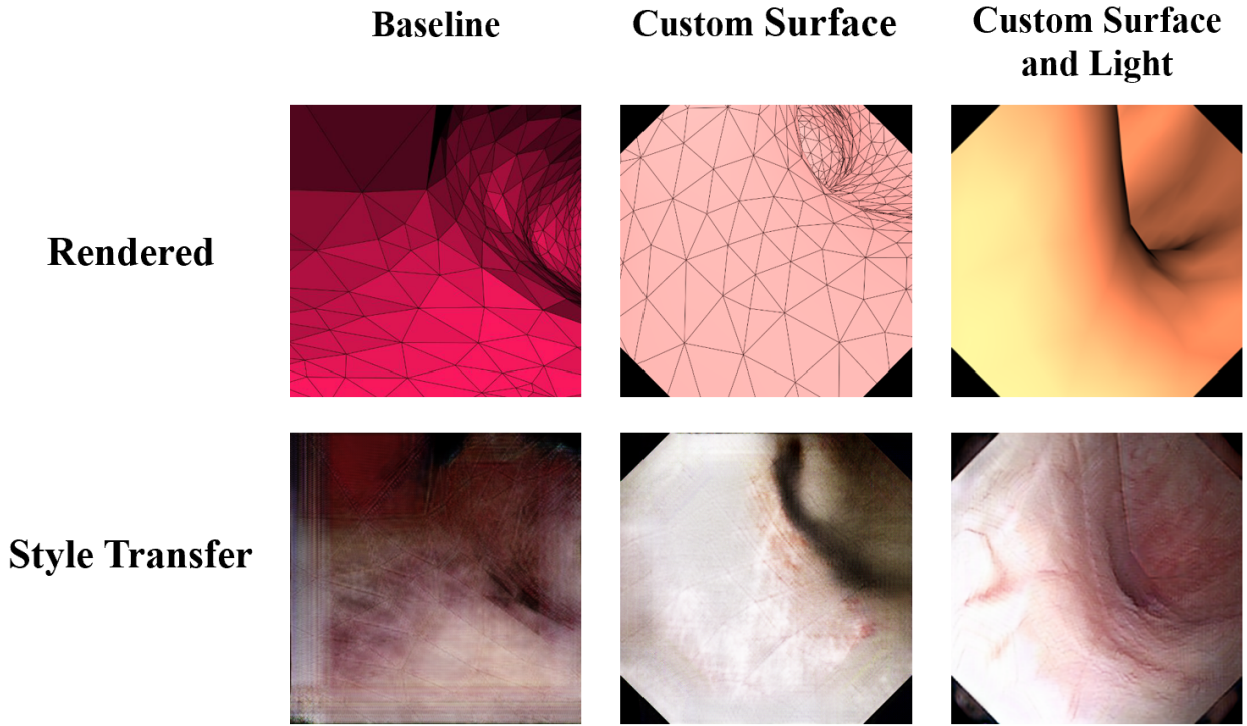 Baseline
Custom Surface
Custom Surface
and Light
Rendered
Style Transfer